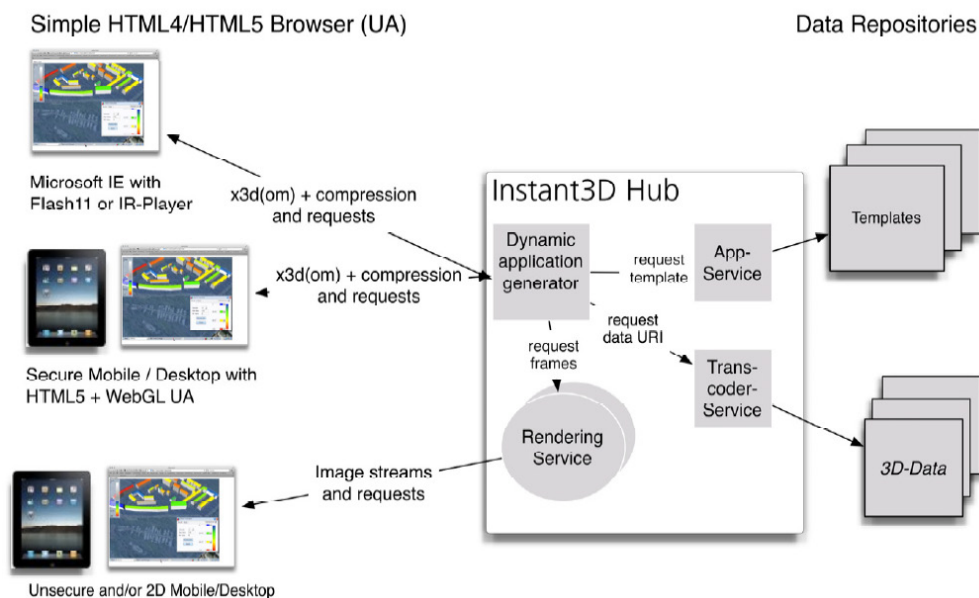 Simple HTML4/HTML5 Browser (UA)
Data Repositories
Microsoft IE with
Flash11 or IR-Player
x3d(om) + compression
and requests
x3d(om) + compression
and requests
Secure Mobile / Desktop with
HTML5 + WebGL UA
Image streams
and requests
Unsecure and/or 2D Mobile/Desktop
Instant3D Hub
Dynamic
application
generator
request
template
App-
Service
request
data URI
request
frames
Trans-
coder-
Service
Rendering
Service
Templates
3D-Data